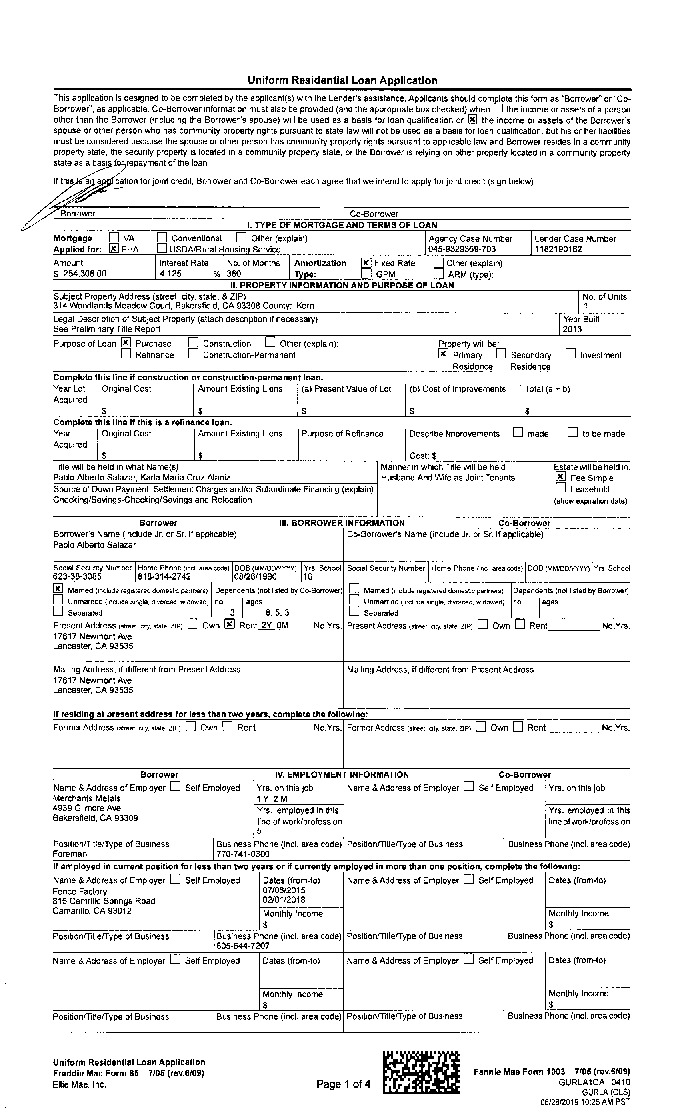 Uniform Residential Loan Application
This application is designed to be completed by the applicant(s) with the Lender's assistance. Applicants should complete this form as "Borrower" or "Co-
Borrower", as applicable. Co-Borrower information must also be provided (and the appropriate box checked) when the income or assets of a person
other than the Borrower (including the Borrower's spouse) will be used as a basis for loan qualification or the income or assets of the Borrower's
spouse or other person who has community property rights pursuant to state law will not be used as a basis for loan qualification, but his or her liabilities
must be considered because the spouse or other person has community property rights pursuant to applicable law and Borrower resides in a community
property state, the security property is located in a community property state, or the Borrower is relying on other property located in a community property
state as a basis for repayment of the loan
If this is an application for joint credit, Borrower and Co-Borrower each agree that we intend to apply for joint credit (sign below)
Borrower Co-Borrower
I. TYPE OF MORTGAGE AND TERMS OF LOAN
Mortgage VA Conventional Other (explain) Agency Case Number Lender Case Number
Applied for: FHA USDA/Rural Housing Service 1182190162
Amount Interest Rate No. of Months Amortization Fixed Rate Other (explain)
$ 254,308.00 4.125 % 360 Type: GPM ARM (type):
II. PROPERTY INFORMATION AND PURPOSE OF LOAN
Subject Property Address (street, city, state, & ZIP) No. of Units
314 Woodlands Meadow Court, Bakersfield, CA 93308 County: Kern 1
Legal Description of Subject Property (attach description if necessary) Year Built
See Preliminary Title Report 2013
Purpose of Loan Purchase Construction Other (explain): Property will be:
Refinance Construction-Permanent Primary Residence Secondary Residence Investment
Complete this line if construction or construction-permanent loan.
Year Lot Acquired Original Cost Amount Existing Liens (a) Present Value of Lot (b) Cost of Improvements Total (a + b)
$ $ $ $ $
Complete this line if this is a refinance loan.
Year Acquired Original Cost Amount Existing Liens Purpose of Refinance Describe Improvements made to be made
$ $ Cost: $
Title will be held in what Name(s) Manner in which Title will be held Estate will be held in:
Pablo Alberto Salazar, Karla Maria Cruz Alaniz Husband And Wife as Joint Tenants Fee Simple
Source of Down Payment, Settlement Charges and/or Subordinate Financing (explain) Leasehold
Checking/Savings-Checking/Savings and Relocation (show expiration date)
Borrower III. BORROWER INFORMATION Co-Borrower
Borrower's Name (include Jr. or Sr. if applicable) Co-Borrower's Name (include Jr. or Sr. if applicable)
Pablo Alberto Salazar
Social Security Number Home Phone (incl. area code) DOB (MM/DD/YYYY) Yrs. School Social Security Number Home Phone (incl. area code) DOB (MM/DD/YYYY) Yrs. School
818-314-2742
Married (include registered domestic partners) Dependents (not listed by Co-Borrower) Married (include registered domestic partners) Dependents (not listed by Borrower)
Unmarried (include single, divorced, widowed) no. ages Unmarried (include single, divorced, widowed) no. ages
Separated 3 8, 5, 3 Separated
Present Address (street, city, state, ZIP) Own Rent 2Y 0M No. Yrs. Present Address (street, city, state, ZIP) Own Rent No. Yrs.
17617 Newmont Ave
Lancaster, CA 93535
Mailing Address, if different from Present Address Mailing Address, if different from Present Address
17617 Newmont Ave
Lancaster, CA 93535
If residing at present address for less than two years, complete the following:
Former Address (street, city, state, ZIP) Own Rent No. Yrs. Former Address (street, city, state, ZIP) Own Rent No. Yrs.
Borrower IV. EMPLOYMENT INFORMATION Co-Borrower
Name & Address of Employer Self Employed Yrs. on this job Name & Address of Employer Self Employed Yrs. on this job
Merchants Metals 1 Y 2 M
4939 Gilmore Ave Yrs. employed in this Yrs. employed in this
Bakersfield, CA 93309 line of work/profession line of work/profession
Position/Title/Type of Business Business Phone (incl. area code) Position/Title/Type of Business Business Phone (incl. area code)
Foreman 770-741-0300
If employed in current position for less than two years or if currently employed in more than one position, complete the following:
Name & Address of Employer Self Employed Dates (from-to) Name & Address of Employer Self Employed Dates (from-to)
Fence Factory 07/03/2015
815 Camrillo Springs Road 02/01/2018
Camarillo, CA 93012 Monthly Income Monthly Income
$ $
Position/Title/Type of Business Business Phone (incl. area code) Position/Title/Type of Business Business Phone (incl. area code)
805-644-7207
Name & Address of Employer Self Employed Dates (from-to) Name & Address of Employer Self Employed Dates (from-to)
Monthly Income Monthly Income
$ $
Position/Title/Type of Business Business Phone (incl. area code) Position/Title/Type of Business Business Phone (incl. area code)
Uniform Residential Loan Application
Freddie Mac Form 65 7/05 (rev.6/09) Fannie Mae Form 1003 7/05 (rev.6/09)
Ellie Mae, Inc. Page 1 of 4 GURLA1CA 0410
GURLA (CLS)
06/28/2019 10:25 AM PST